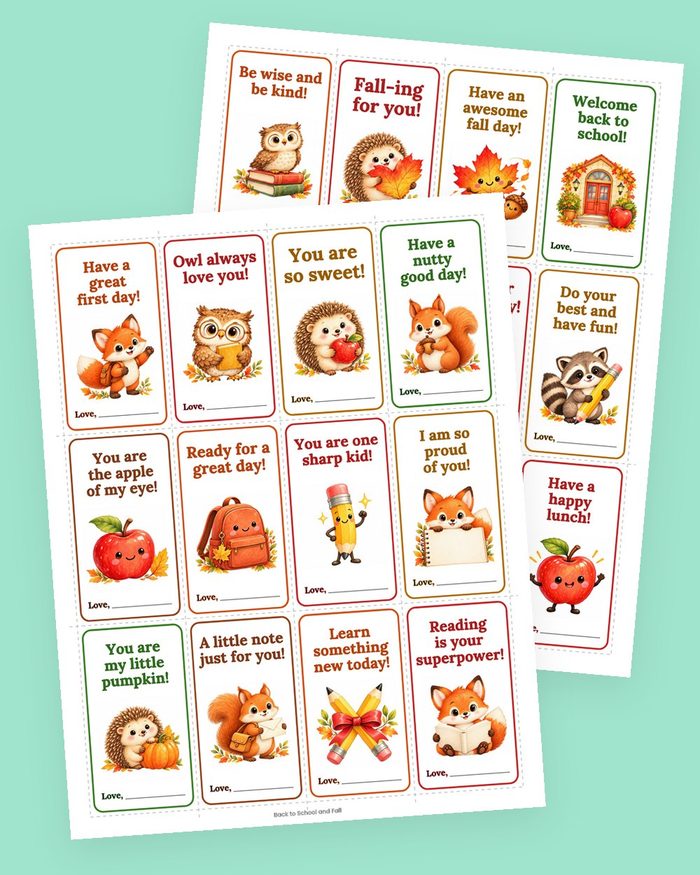 Be wise and
be kind!
Fall-ing
for you!
Have an
awesome
fall day!
Welcome
back to
school!
Love,
Do your
best and
have fun!
Love,
Have a
happy
lunch!
Love,
Have a
great
first day!
Love,
Owl always
love you!
Love,
You are
so sweet!
Love,
Have a
nutty
good day!
Love,
You are
the apple
of my eye!
Love,
Ready for a
great day!
Love,
You are one
sharp kid!
Love,
I am so
proud
of you!
Love,
You are
my little
pumpkin!
Love,
A little note
just for you!
Love,
Learn
something
new today!
Love,
Reading
is your
superpower!
Love,
Back to School and Fall